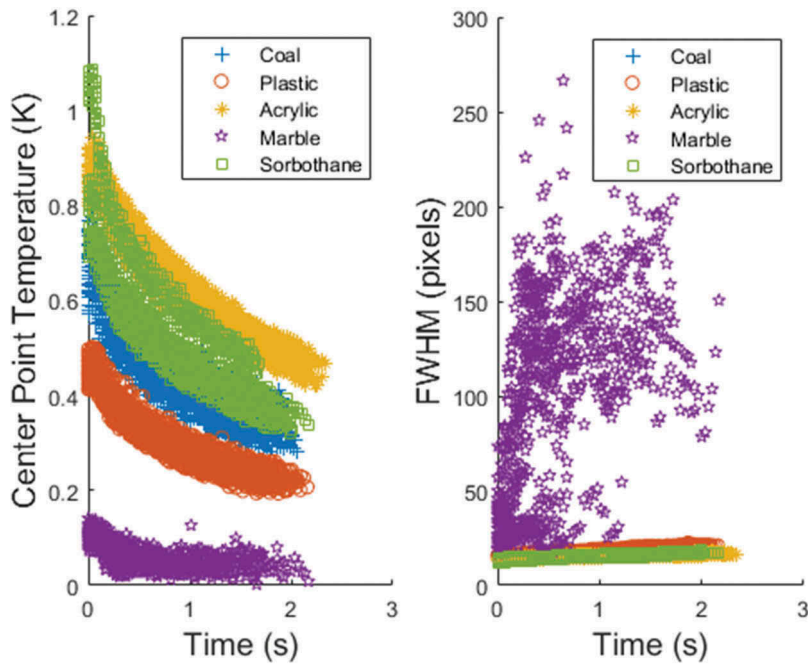 1.2
1
0.8
0.6
0.4
0.2
0
0
1
2
3
Center Point Temperature (K)
Time (s)
Coal
Plastic
Acrylic
Marble
Sorbothane
300
250
200
150
100
50
0
0
1
2
3
FWHM (pixels)
Time (s)
Coal
Plastic
Acrylic
Marble
Sorbothane